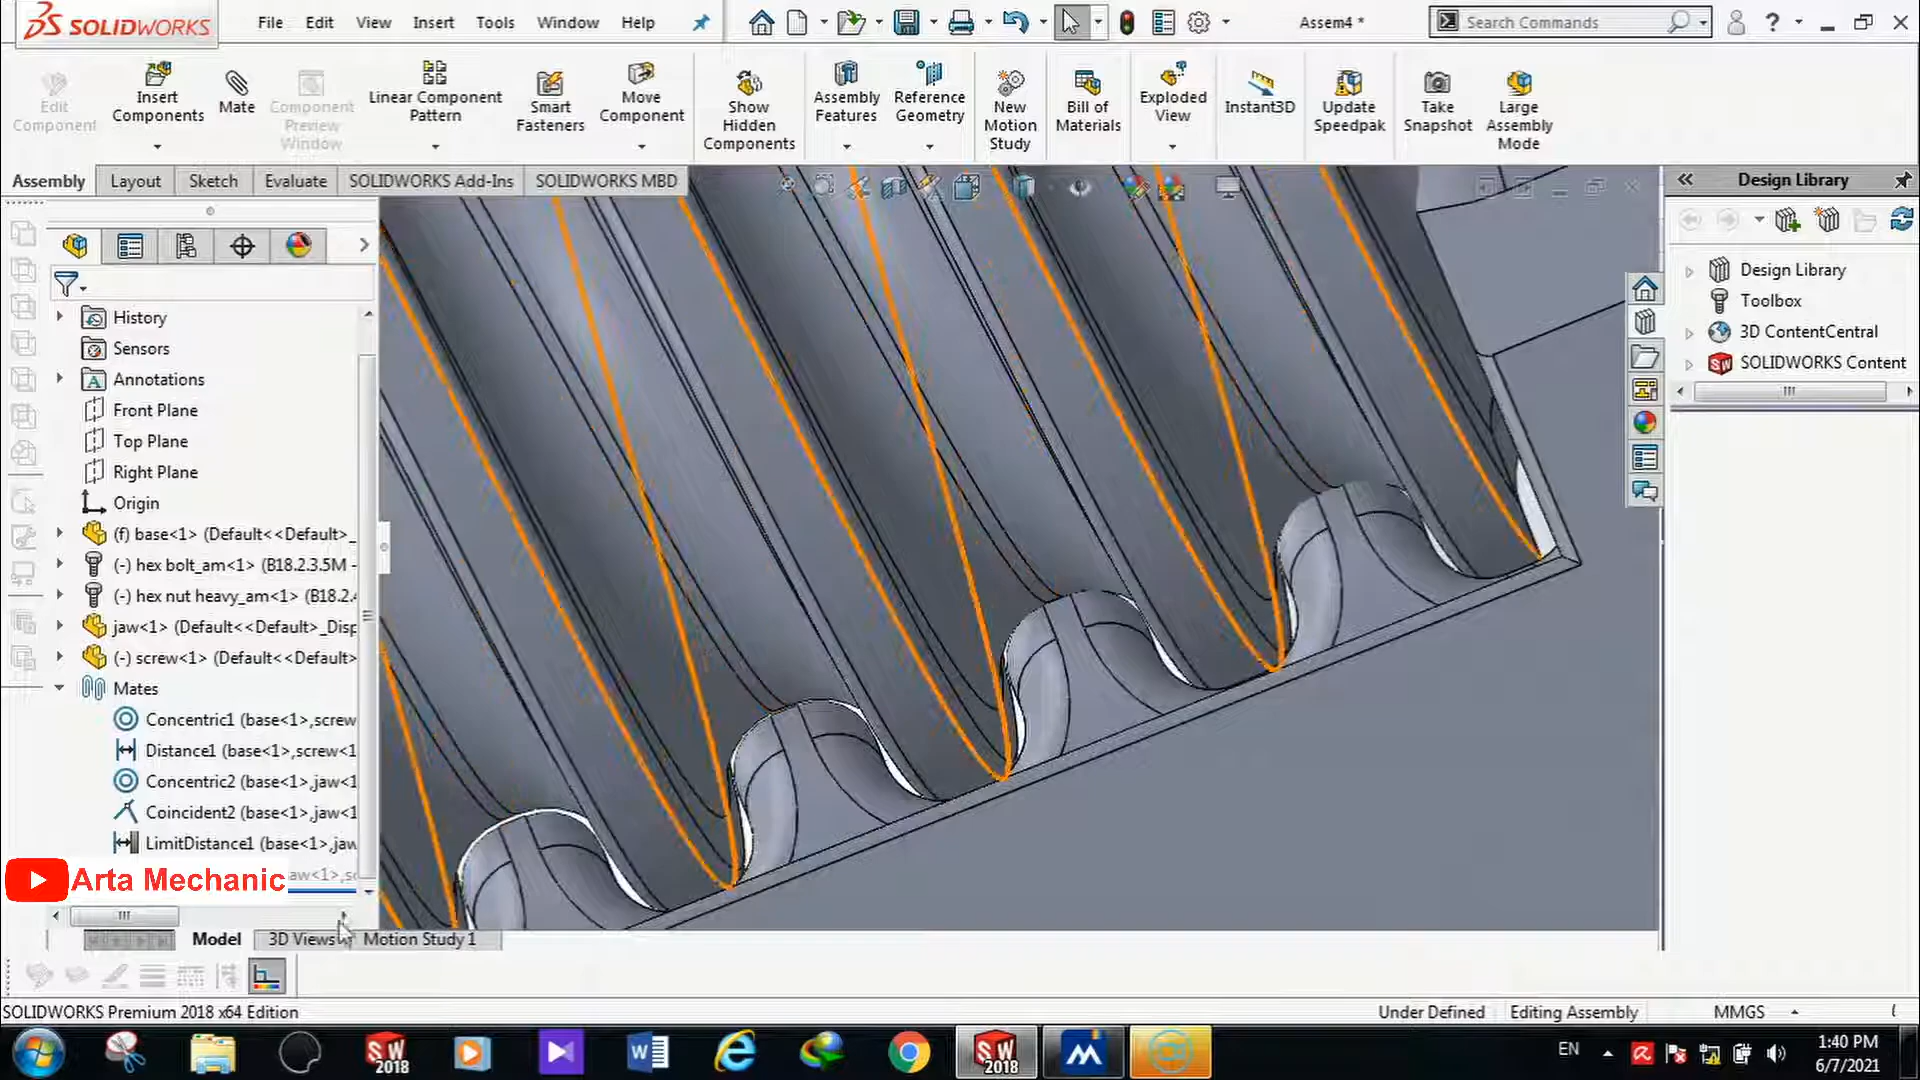 SOLIDWORKS
File Edit View Insert Tools Window Help
Assem4 *
Search Commands
Edit Component
Insert Components
Mate
Component Preview Window
Linear Component Pattern
Smart Fasteners
Move Component
Show Hidden Components
Assembly Features
Reference Geometry
New Motion Study
Bill of Materials
Exploded View
Instant3D
Update Speedpak
Take Snapshot
Large Assembly Mode
Assembly Layout Sketch Evaluate SOLIDWORKS Add-Ins SOLIDWORKS MBD
Design Library
History
Sensors
Annotations
Front Plane
Top Plane
Right Plane
Origin
(f) base<1> (Default<<Default>_
(-) hex bolt_am<1> (B18.2.3.5M -
(-) hex nut heavy_am<1> (B18.2.4
jaw<1> (Default<<Default>_Disp
(-) screw<1> (Default<<Default>
Mates
Concentric1 (base<1>,screw
Distance1 (base<1>,screw<1
Concentric2 (base<1>,jaw<1
Coincident2 (base<1>,jaw<1
LimitDistance1 (base<1>,jaw
Arta Mechanic
Design Library
Toolbox
3D ContentCentral
SOLIDWORKS Content
Model 3D Views Motion Study 1
SOLIDWORKS Premium 2018 x64 Edition
Under Defined Editing Assembly MMGS
SW 2018
W
SW 2018
EN
1:40 PM
6/7/2021